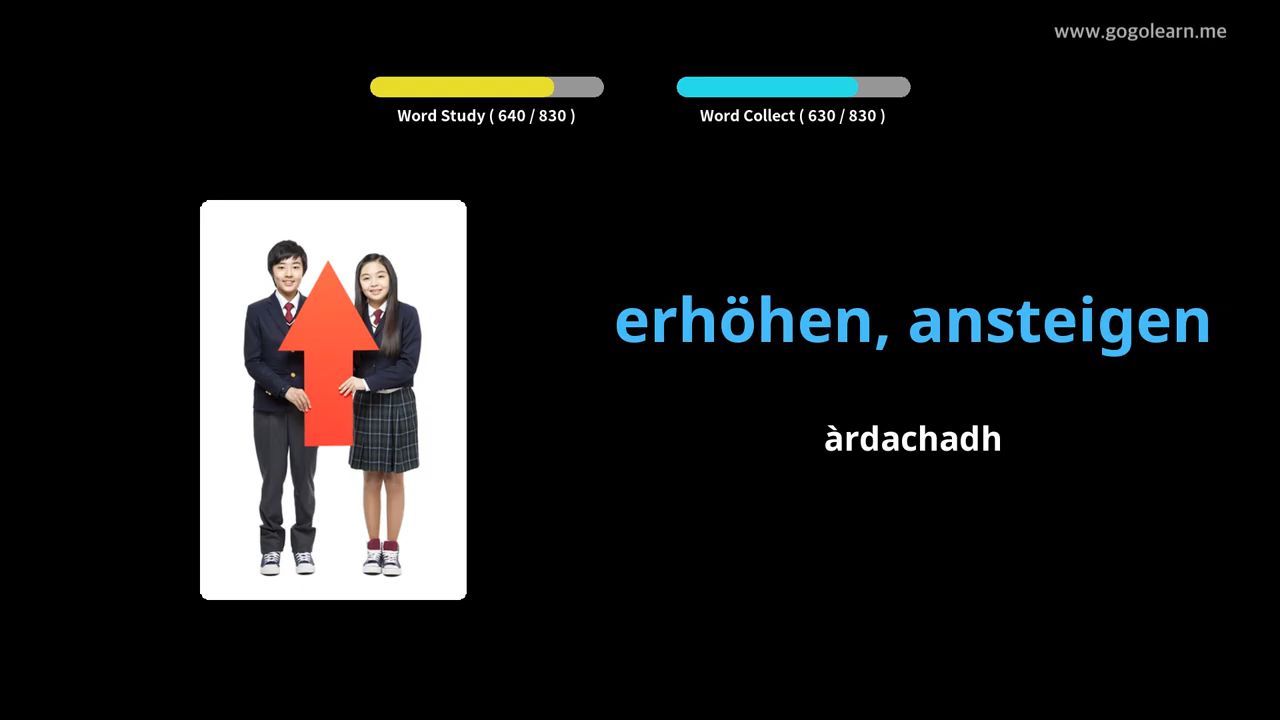 www.gogolearn.me
Word Study ( 640 / 830 )
Word Collect ( 630 / 830 )
erhöhen, ansteigen
àrdachadh